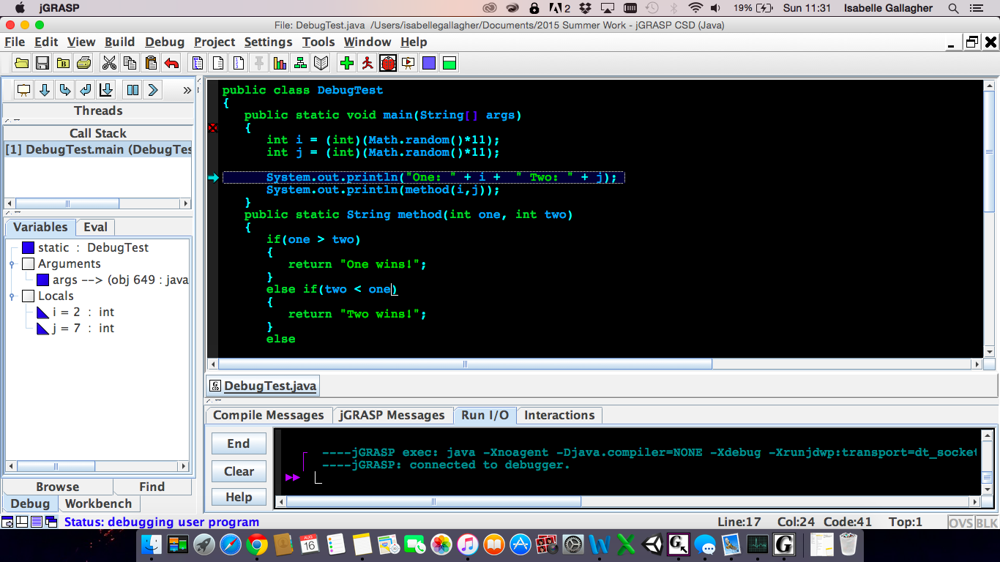 jGRASP
2
19%
Sun 11:31
Isabelle Gallagher
File: DebugTest.java  /Users/isabellegallagher/Documents/2015 Summer Work - jGRASP CSD (Java)
File Edit View Build Debug Project Settings Tools Window Help
Threads
Call Stack
[1] DebugTest.main (DebugTes
Variables Eval
static : DebugTest
Arguments
args --> (obj 649 : java
Locals
i = 2 : int
j = 7 : int
Browse Find
Debug Workbench
public class DebugTest
{
public static void main(String[] args)
{
int i = (int)(Math.random()*11);
int j = (int)(Math.random()*11);
System.out.println("One: " + i +  " Two: " + j);
System.out.println(method(i,j));
}
public static String method(int one, int two)
{
if(one > two)
{
return "One wins!";
}
else if(two < one)
{
return "Two wins!";
}
else
DebugTest.java
Compile Messages jGRASP Messages Run I/O Interactions
End
Clear
Help
----jGRASP exec: java -Xnoagent -Djava.compiler=NONE -Xdebug -Xrunjdwp:transport=dt_socket
----jGRASP: connected to debugger.
Status: debugging user program
Line:17 Col:24 Code:41 Top:1 OVS BLK
AUG
16